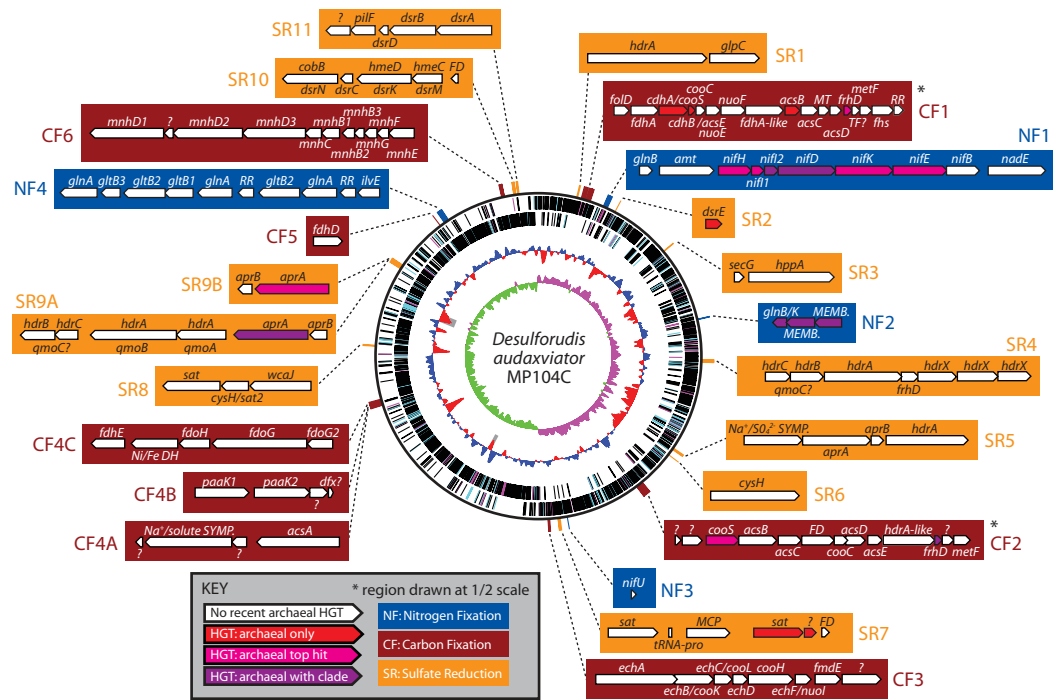 SR11
? pilF dsrB dsrA
dsrD
SR10
cobB hmeD hmeC FD
dsrN dsrC dsrK dsrM
CF6
mnhD1 ? mnhD2 mnhD3 mnhB1 mnhB3 mnhF
mnhC mnhB2 mnhG mnhE
NF4
glnA gltB3 gltB2 gltB1 glnA RR gltB2 glnA RR ilvE
CF5
fdhD
SR9B
aprB aprA
SR9A
hdrB hdrC hdrA hdrA aprA aprB
qmoC? qmoB qmoA
SR8
sat wcaJ
cysH/sat2
CF4C
fdhE fdoH fdoG fdoG2
Ni/Fe DH
CF4B
paaK1 paaK2 dfx?
?
CF4A
Na⁺/solute SYMP. acsA
? ?
SR1
hdrA glpC
CF1
*
cooC metF
folD cdhA/cooS nuoF acsB MT frhD RR
fdhA cdhB /acsE fdhA-like acsC TF? fhs
nuoE acsD
NF1
glnB amt nifH nifI2 nifD nifK nifE nifB nadE
nifI1
SR2
dsrE
SR3
secG hppA
NF2
glnB/K MEMB.
MEMB.
SR4
hdrC hdrB hdrA hdrX hdrX hdrX
qmoC? frhD
SR5
Na⁺/S0₄²⁻ SYMP. aprB hdrA
aprA
SR6
cysH
CF2
*
? ? cooS acsB FD acsD hdrA-like ?
acsC cooC acsE frhD metF
NF3
nifU
SR7
sat MCP sat ? FD
tRNA-pro
CF3
echA echC/cooL cooH fmdE ?
echB/cooK echD echF/nuoI
Desulforudis
audaxviator
MP104C
KEY
* region drawn at 1/2 scale
No recent archaeal HGT
HGT: archaeal only
HGT: archaeal top hit
HGT: archaeal with clade
NF: Nitrogen Fixation
CF: Carbon Fixation
SR: Sulfate Reduction